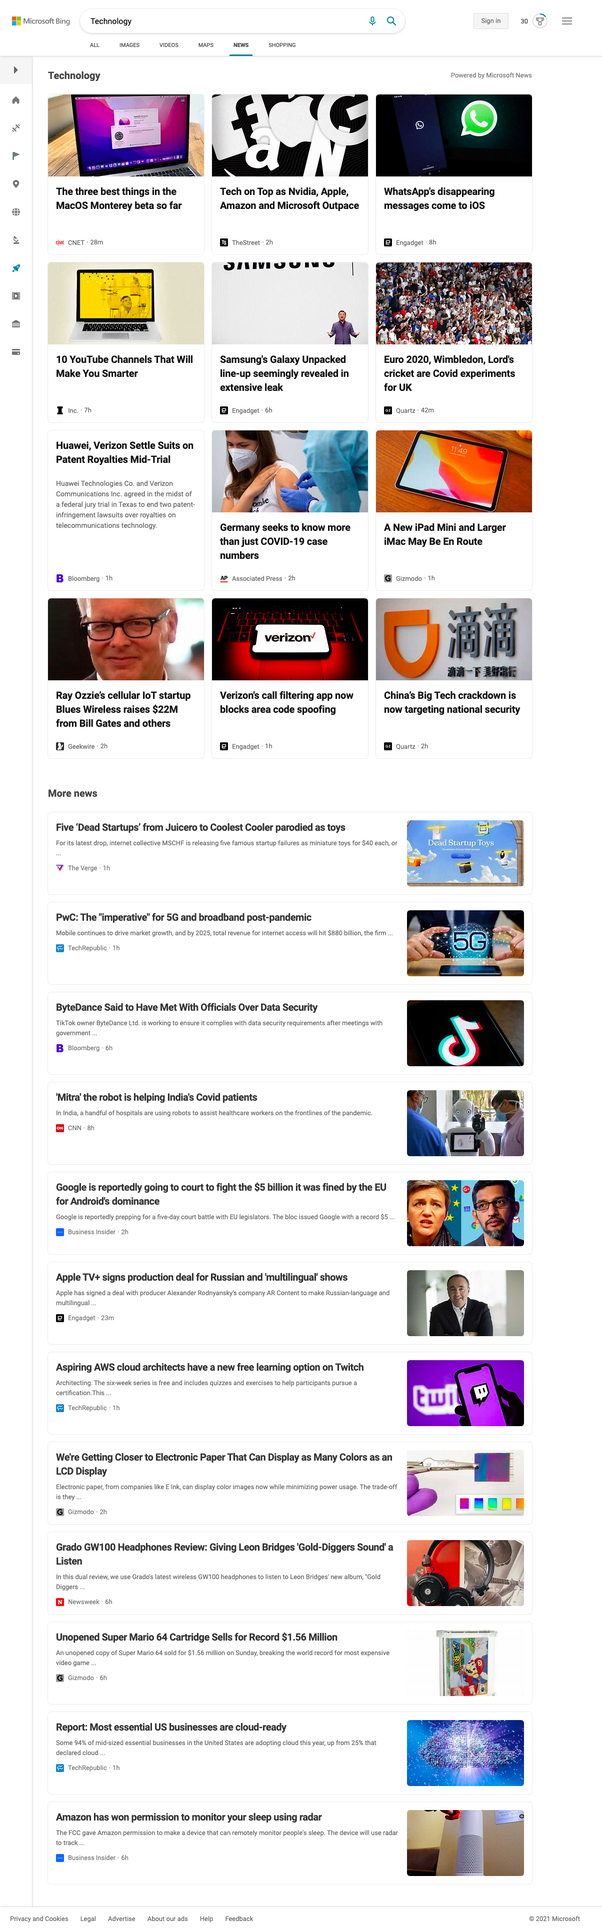 Microsoft Bing
Technology
Sign in
30
ALL
IMAGES
VIDEOS
MAPS
NEWS
SHOPPING
Technology
Powered by Microsoft News
The three best things in the
MacOS Monterey beta so far
CNET · 28m
Tech on Top as Nvidia, Apple,
Amazon and Microsoft Outpace
TheStreet · 2h
WhatsApp's disappearing
messages come to iOS
Engadget · 8h
10 YouTube Channels That Will
Make You Smarter
Inc. · 7h
SAMSUNG
Samsung's Galaxy Unpacked
line-up seemingly revealed in
extensive leak
Engadget · 6h
Euro 2020, Wimbledon, Lord's
cricket are Covid experiments
for UK
Quartz · 42m
Huawei, Verizon Settle Suits on
Patent Royalties Mid-Trial
Huawei Technologies Co. and Verizon
Communications Inc. agreed in the midst of
a federal jury trial in Texas to end two patent-
infringement lawsuits over royalties on
telecommunications technology.
Bloomberg · 1h
Germany seeks to know more
than just COVID-19 case
numbers
AP
Associated Press · 2h
11:49
A New iPad Mini and Larger
iMac May Be En Route
Gizmodo · 1h
Ray Ozzie's cellular IoT startup
Blues Wireless raises $22M
from Bill Gates and others
Geekwire · 2h
verizon✓
Verizon's call filtering app now
blocks area code spoofing
Engadget · 1h
滴滴
滴滴一下 美好出行
China's Big Tech crackdown is
now targeting national security
Quartz · 2h
More news
Five ‘Dead Startups’ from Juicero to Coolest Cooler parodied as toys
For its latest drop, internet collective MSCHF is releasing five famous startup failures as miniature toys for $40 each, or
...
The Verge · 1h
Dead Startup Toys
PwC: The "imperative" for 5G and broadband post-pandemic
Mobile continues to drive market growth, and by 2025, total revenue for internet access will hit $880 billion, the firm ...
TechRepublic · 1h
5G
ByteDance Said to Have Met With Officials Over Data Security
TikTok owner ByteDance Ltd. is working to ensure it complies with data security requirements after meetings with
government ...
Bloomberg · 6h
'Mitra' the robot is helping India's Covid patients
In India, a handful of hospitals are using robots to assist healthcare workers on the frontlines of the pandemic.
CNN · 8h
Google is reportedly going to court to fight the $5 billion it was fined by the EU
for Android's dominance
Google is reportedly prepping for a five-day court battle with EU legislators. The bloc issued Google with a record $5 ...
Business Insider · 2h
Apple TV+ signs production deal for Russian and 'multilingual' shows
Apple has signed a deal with producer Alexander Rodnyansky's company AR Content to make Russian-language and
multilingual ...
Engadget · 23m
Aspiring AWS cloud architects have a new free learning option on Twitch
Architecting. The six-week series is free and includes quizzes and exercises to help participants pursue a
certification.This ...
TechRepublic · 1h
twi
We're Getting Closer to Electronic Paper That Can Display as Many Colors as an
LCD Display
Electronic paper, from companies like E Ink, can display color images now while minimizing power usage. The trade-off
is they ...
Gizmodo · 2h
Grado GW100 Headphones Review: Giving Leon Bridges 'Gold-Diggers Sound' a
Listen
In this dual review, we use Grado's latest wireless GW100 headphones to listen to Leon Bridges' new album, "Gold
Diggers ...
Newsweek · 6h
Unopened Super Mario 64 Cartridge Sells for Record $1.56 Million
An unopened copy of Super Mario 64 sold for $1.56 million on Sunday, breaking the world record for most expensive
video game ...
Gizmodo · 6h
Report: Most essential US businesses are cloud-ready
Some 94% of mid-sized essential businesses in the United States are adopting cloud this year, up from 25% that
declared cloud ...
TechRepublic · 1h
Amazon has won permission to monitor your sleep using radar
The FCC gave Amazon permission to make a device that can remotely monitor people's sleep. The device will use radar
to track ...
Business Insider · 6h
Privacy and Cookies
Legal
Advertise
About our ads
Help
Feedback
© 2021 Microsoft